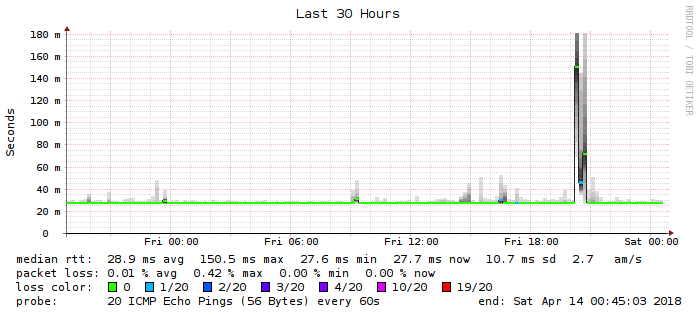 Last 30 Hours
RRDTOOL / TOBI OETIKER
Seconds
180 m
160 m
140 m
120 m
100 m
80 m
60 m
40 m
20 m
0
Fri 00:00 Fri 06:00 Fri 12:00 Fri 18:00 Sat 00:00
median rtt: 28.9 ms avg 150.5 ms max 27.6 ms min 27.7 ms now 10.7 ms sd 2.7 am/s
packet loss: 0.01 % avg 0.42 % max 0.00 % min 0.00 % now
loss color: 0 1/20 2/20 3/20 4/20 10/20 19/20
probe: 20 ICMP Echo Pings (56 Bytes) every 60s end: Sat Apr 14 00:45:03 2018